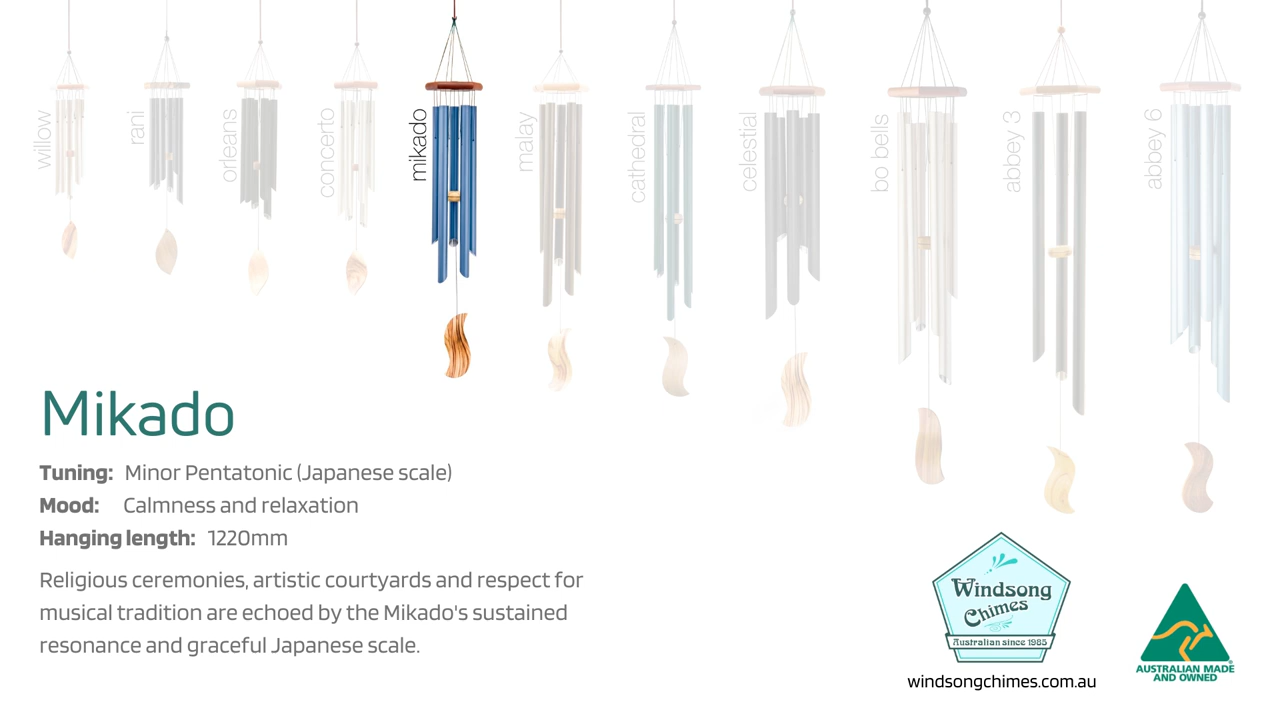 willow
rani
orleans
concerto
mikado
malay
cathedral
celestial
bo bells
abbey 3
abbey 6
Mikado
Tuning: Minor Pentatonic (Japanese scale)
Mood: Calmness and relaxation
Hanging length: 1220mm
Religious ceremonies, artistic courtyards and respect for
musical tradition are echoed by the Mikado's sustained
resonance and graceful Japanese scale.
Windsong
Chimes
Australian since 1985
windsongchimes.com.au
AUSTRALIAN MADE
AND OWNED